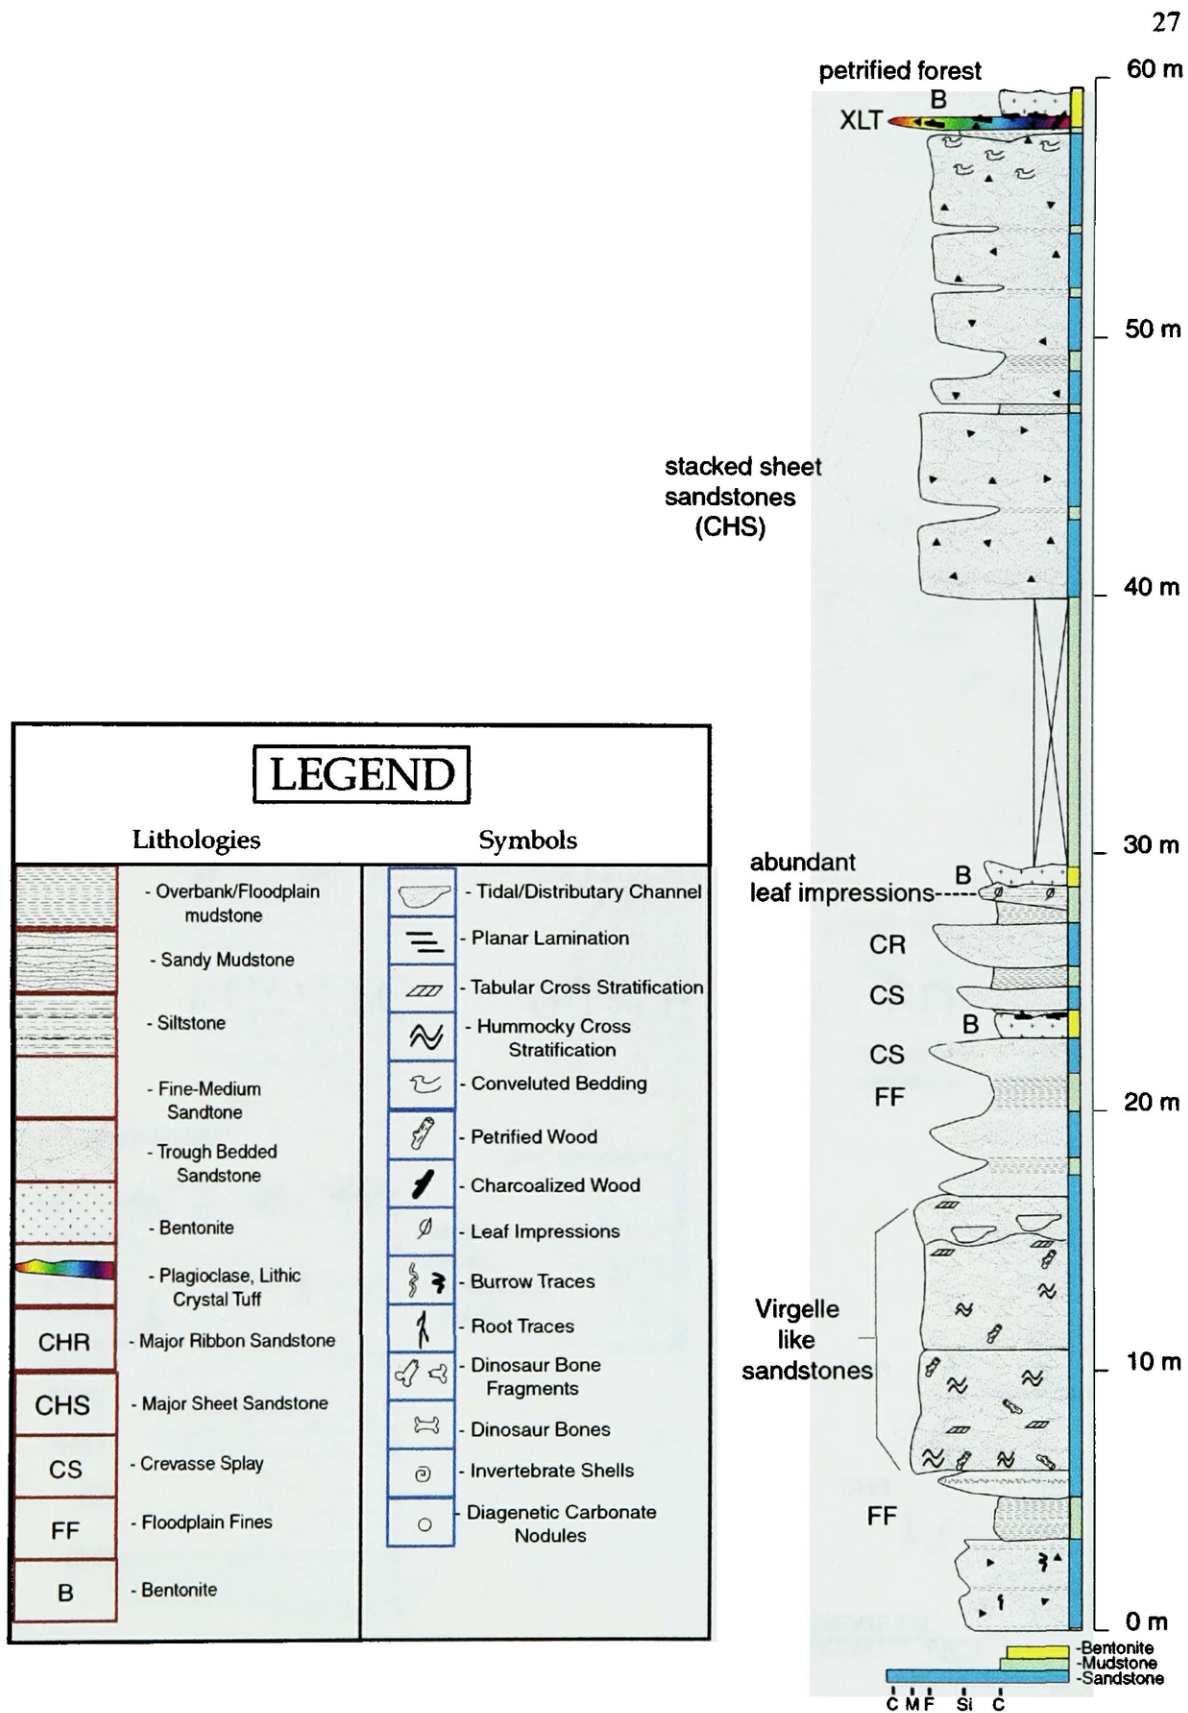 27
petrified forest
60 m
B
XLT
50 m
stacked sheet
sandstones
(CHS)
40 m
30 m
abundant
leaf impressions
B
CR
CS
B
CS
FF
20 m
Virgelle
like
sandstones
10 m
FF
0 m
-Bentonite
-Mudstone
-Sandstone
C M F Si C
LEGEND
Lithologies
- Overbank/Floodplain
mudstone
- Sandy Mudstone
- Siltstone
- Fine-Medium
Sandtone
- Trough Bedded
Sandstone
- Bentonite
- Plagioclase, Lithic
Crystal Tuff
CHR - Major Ribbon Sandstone
CHS - Major Sheet Sandstone
CS - Crevasse Splay
FF - Floodplain Fines
B - Bentonite
Symbols
- Tidal/Distributary Channel
- Planar Lamination
- Tabular Cross Stratification
- Hummocky Cross
Stratification
- Conveluted Bedding
- Petrified Wood
- Charcoalized Wood
- Leaf Impressions
- Burrow Traces
- Root Traces
- Dinosaur Bone
Fragments
- Dinosaur Bones
- Invertebrate Shells
- Diagenetic Carbonate
Nodules